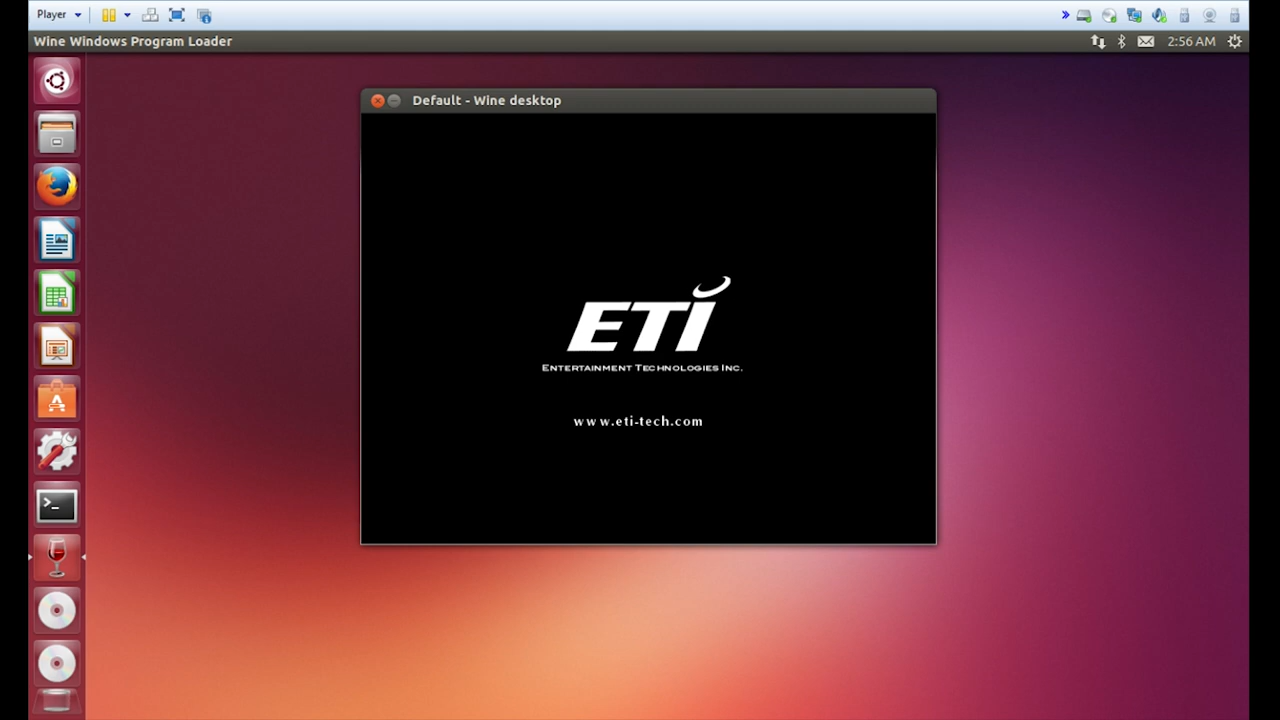 Player
Wine Windows Program Loader
2:56 AM
Default - Wine desktop
ETI
ENTERTAINMENT TECHNOLOGIES INC.
www.eti-tech.com